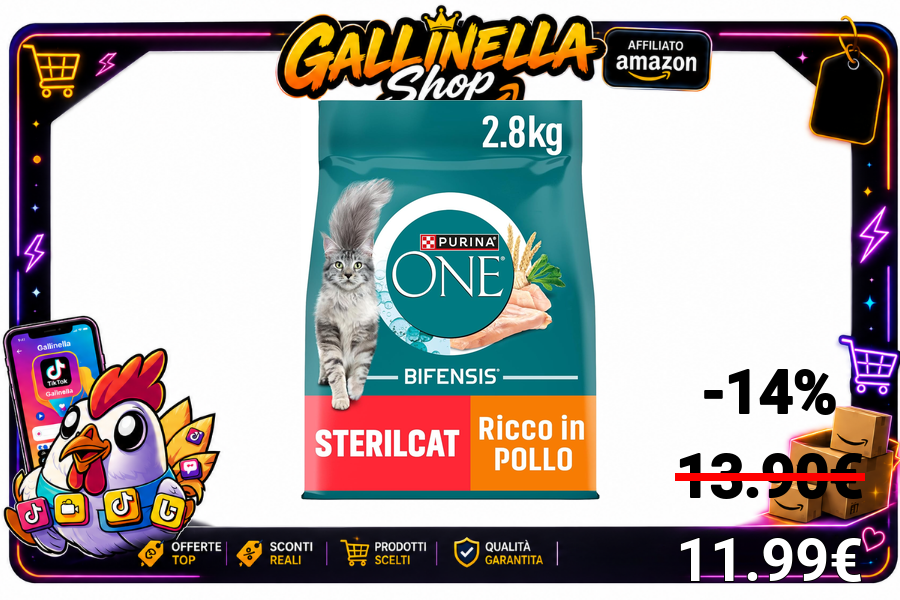 GALLINELLA
Shop
AFFILIATO
amazon
2.8kg
PURINA
ONE
BIFENSIS
STERILCAT
Ricco in
POLLO
Gallinella
TikTok
Gallinella
-14%
13.90€
11.99€
OFFERTE
TOP
SCONTI
REALI
PRODOTTI
SCELTI
QUALITÀ
GARANTITA